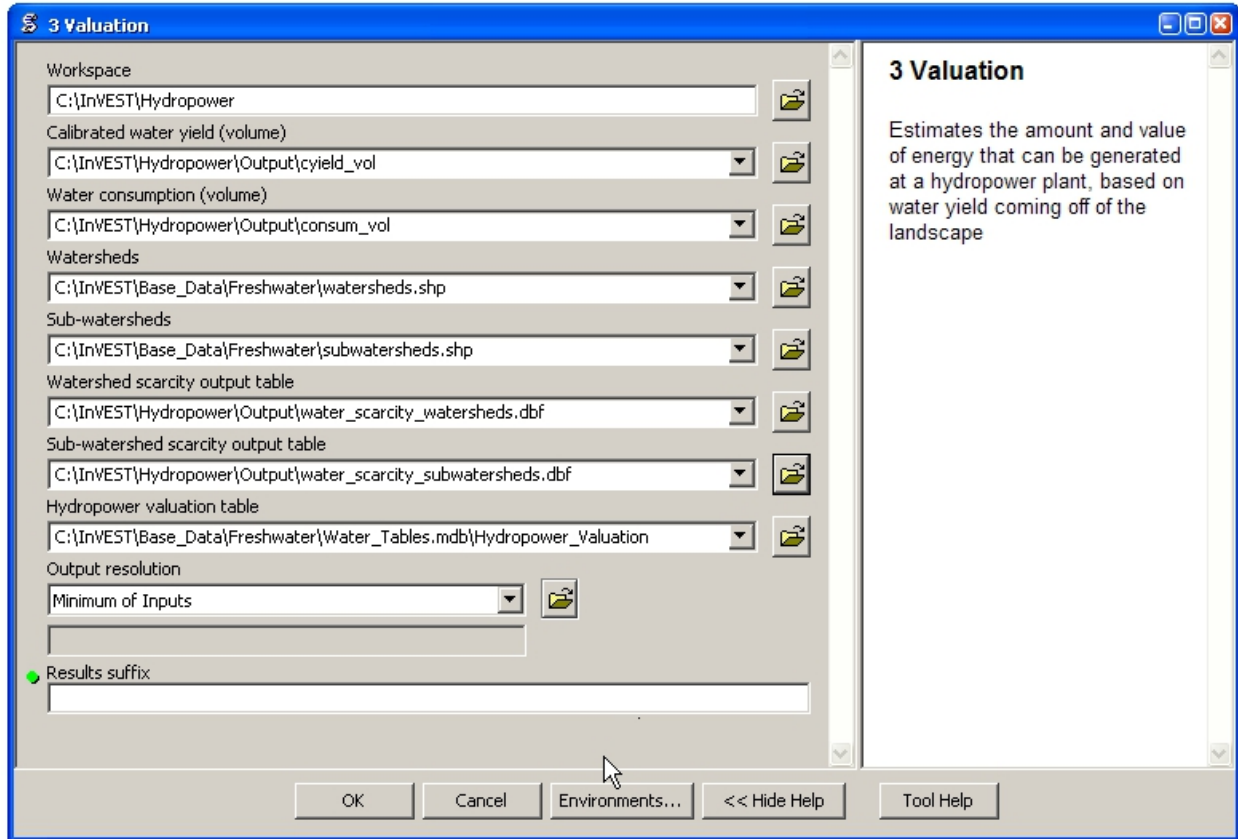 3 Valuation
Workspace
C:\InVEST\Hydropower
Calibrated water yield (volume)
C:\InVEST\Hydropower\Output\cyield_vol
Water consumption (volume)
C:\InVEST\Hydropower\Output\consum_vol
Watersheds
C:\InVEST\Base_Data\Freshwater\watersheds.shp
Sub-watersheds
C:\InVEST\Base_Data\Freshwater\subwatersheds.shp
Watershed scarcity output table
C:\InVEST\Hydropower\Output\water_scarcity_watersheds.dbf
Sub-watershed scarcity output table
C:\InVEST\Hydropower\Output\water_scarcity_subwatersheds.dbf
Hydropower valuation table
C:\InVEST\Base_Data\Freshwater\Water_Tables.mdb\Hydropower_Valuation
Output resolution
Minimum of Inputs
Results suffix
3 Valuation
Estimates the amount and value
of energy that can be generated
at a hydropower plant, based on
water yield coming off of the
landscape
OK Cancel Environments... << Hide Help Tool Help